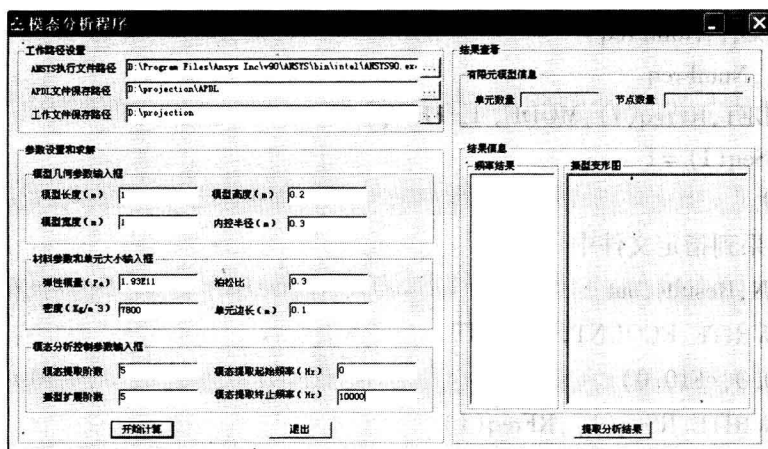 模态分析程序
工作路径设置
ANSYS执行文件路径 D:\Program Files\Ansys Inc\v90\ANSYS\bin\intel\ANSYS90.ex ...
APDL文件保存路径 D:\projection\APDL ...
工作文件保存路径 D:\projection ...
参数设置和求解
模型几何参数输入框
模型长度(m) 1 模型高度(m) 0.2
模型宽度(m) 1 内控半径(m) 0.3
材料参数和单元大小输入框
弹性模量(Pa) 1.93E11 泊松比 0.3
密度(Kg/m^3) 7800 单元边长(m) 0.1
模态分析控制参数输入框
模态提取阶数 5 模态提取起始频率(Hz) 0
振型扩展阶数 5 模态提取终止频率(Hz) 10000
开始计算 退出
结果查看
有限元模型信息
单元数量 节点数量
结果信息
频率结果 振型变形图
提取分析结果